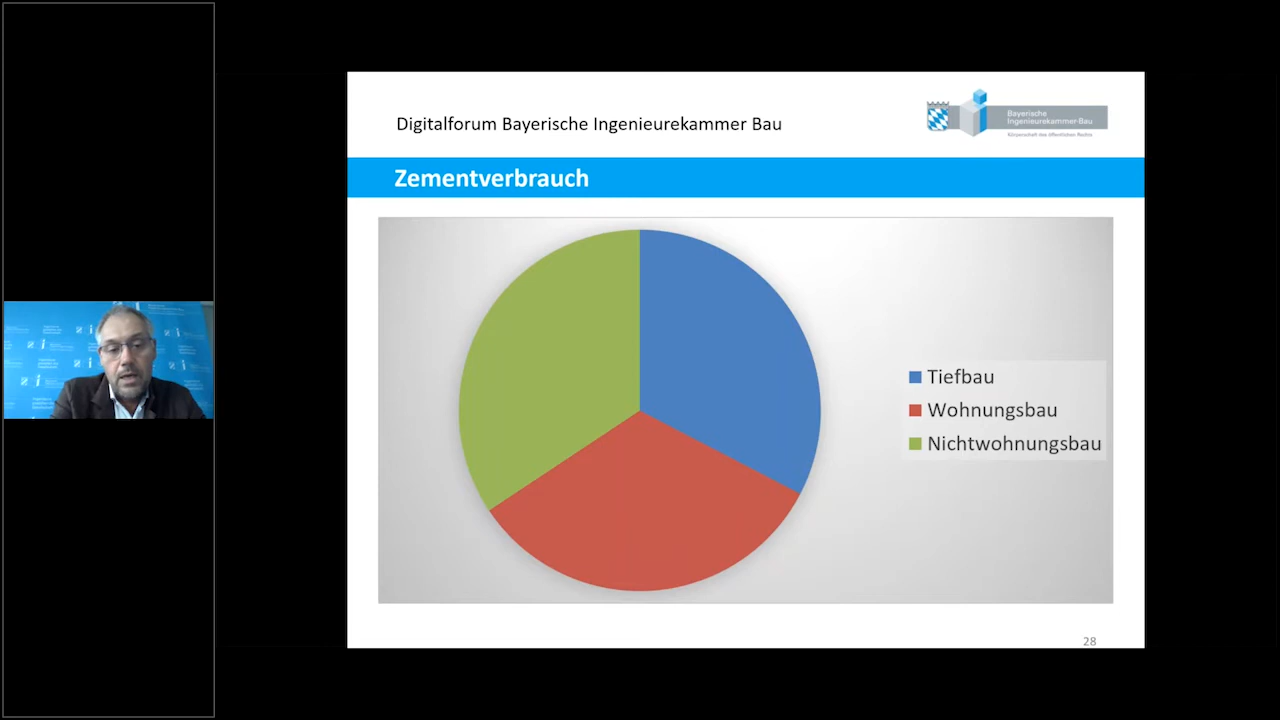 Digitalforum Bayerische Ingenieurekammer Bau
Bayerische
Ingenieurekammer-Bau
Körperschaft des öffentlichen Rechts
Zementverbrauch
Tiefbau
Wohnungsbau
Nichtwohnungsbau
28